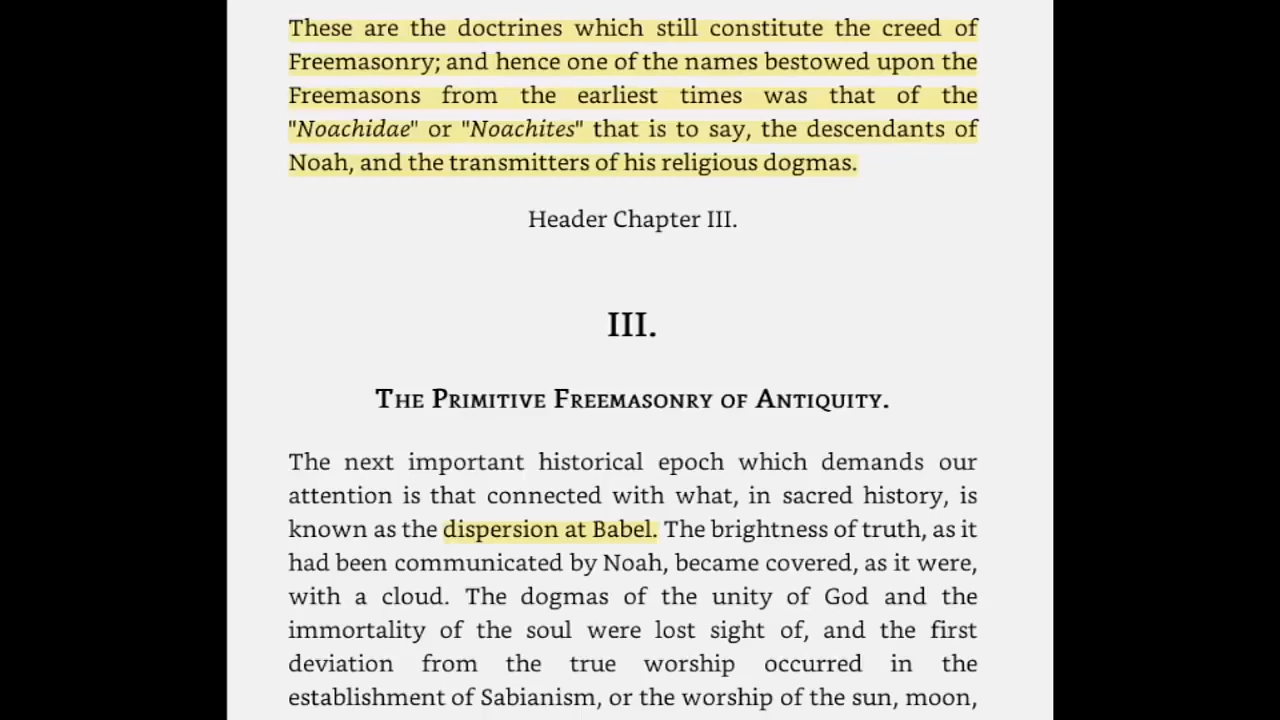 These are the doctrines which still constitute the creed of
Freemasonry; and hence one of the names bestowed upon the
Freemasons from the earliest times was that of the
"Noachidae" or "Noachites" that is to say, the descendants of
Noah, and the transmitters of his religious dogmas.
Header Chapter III.
III.
The Primitive Freemasonry of Antiquity.
The next important historical epoch which demands our
attention is that connected with what, in sacred history, is
known as the dispersion at Babel. The brightness of truth, as it
had been communicated by Noah, became covered, as it were,
with a cloud. The dogmas of the unity of God and the
immortality of the soul were lost sight of, and the first
deviation from the true worship occurred in the
establishment of Sabianism, or the worship of the sun, moon,